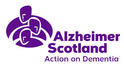 Alzheimer
Scotland
Action on Dementia